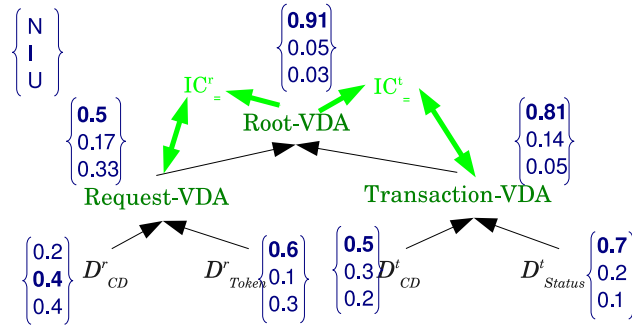 N
I
U
0.91
0.05
0.03
IC^r_=
IC^t_=
Root-VDA
0.5
0.17
0.33
0.81
0.14
0.05
Request-VDA
Transaction-VDA
0.2
0.4
0.4
D^r_CD
D^r_Token
0.6
0.1
0.3
0.5
0.3
0.2
D^t_CD
D^t_Status
0.7
0.2
0.1